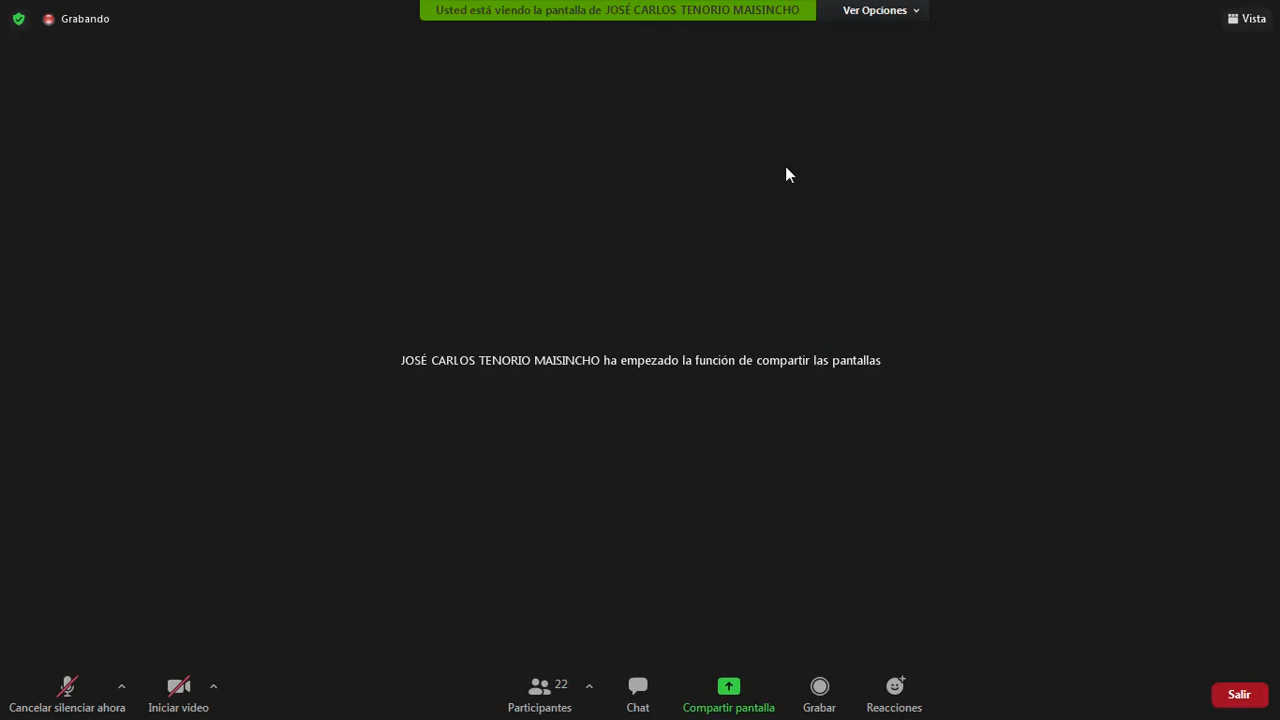 Grabando
Usted está viendo la pantalla de JOSÉ CARLOS TENORIO MAISINCHO
Ver Opciones
Vista
JOSÉ CARLOS TENORIO MAISINCHO ha empezado la función de compartir las pantallas
Cancelar silenciar ahora
Iniciar video
22
Participantes
Chat
Compartir pantalla
Grabar
Reacciones
Salir